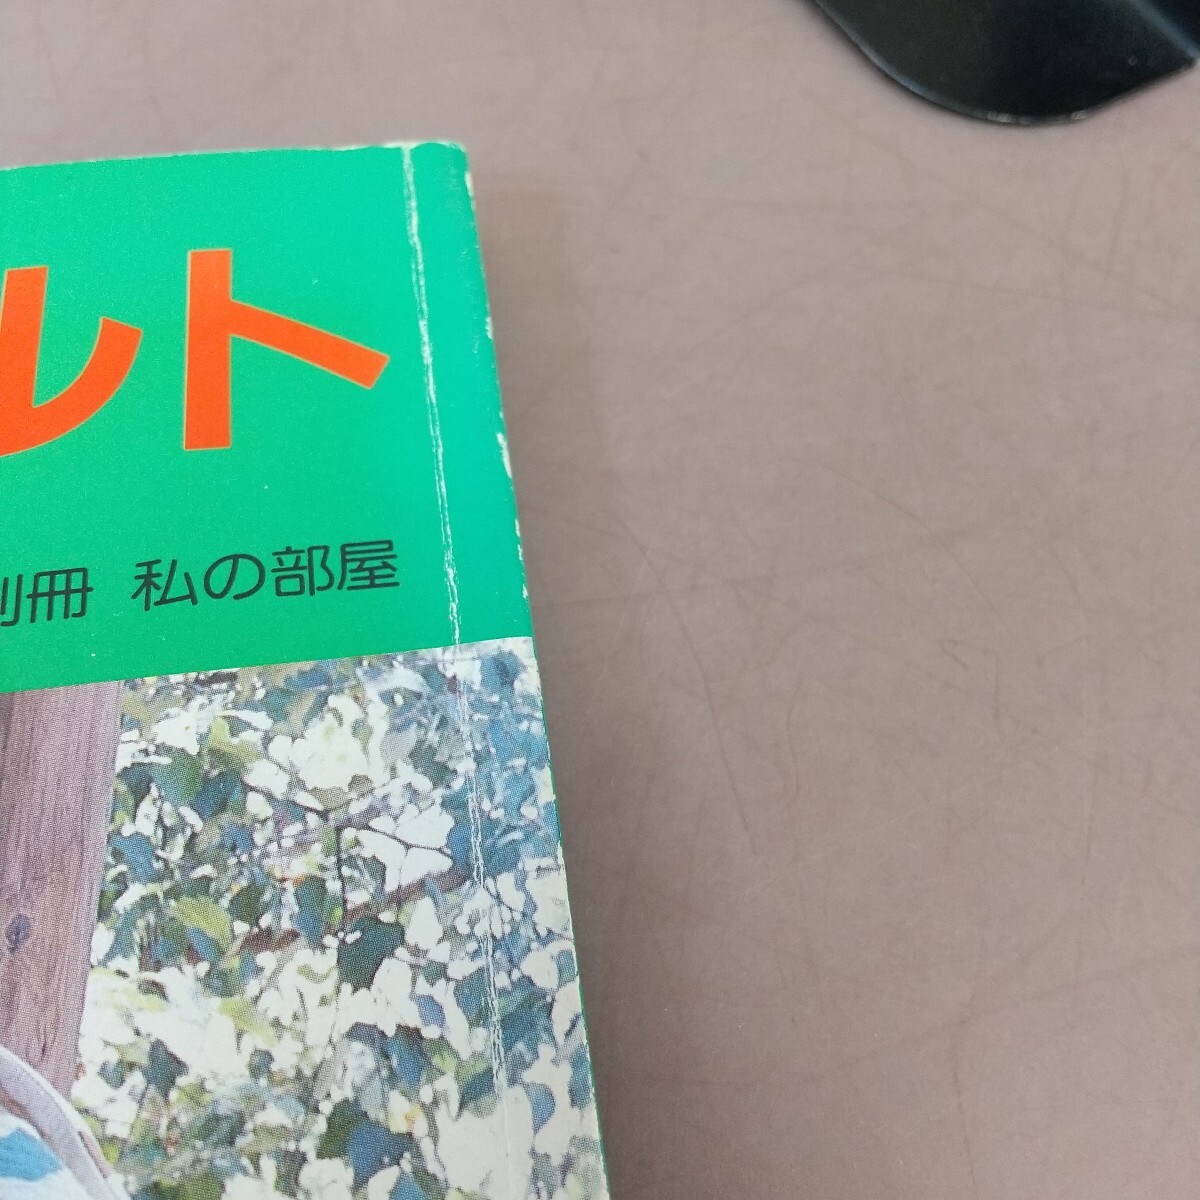 ルト
別冊 私の部屋